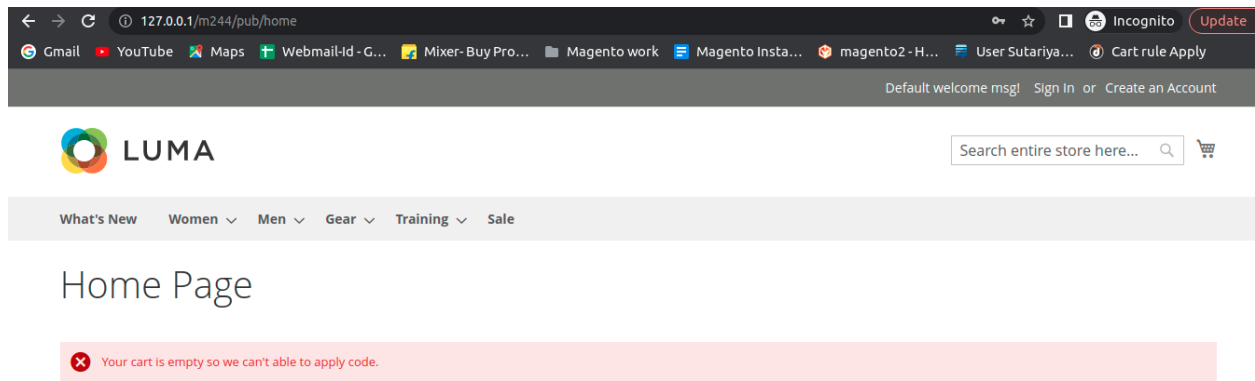 127.0.0.1/m244/pub/home Incognito Update
Gmail YouTube Maps Webmail-Id - G... Mixer- Buy Pro... Magento work Magento Insta... magento2 - H... User Sutariya... Cart rule Apply
Default welcome msg! Sign In or Create an Account
LUMA Search entire store here...
What's New Women Men Gear Training Sale
Home Page
Your cart is empty so we can't able to apply code.